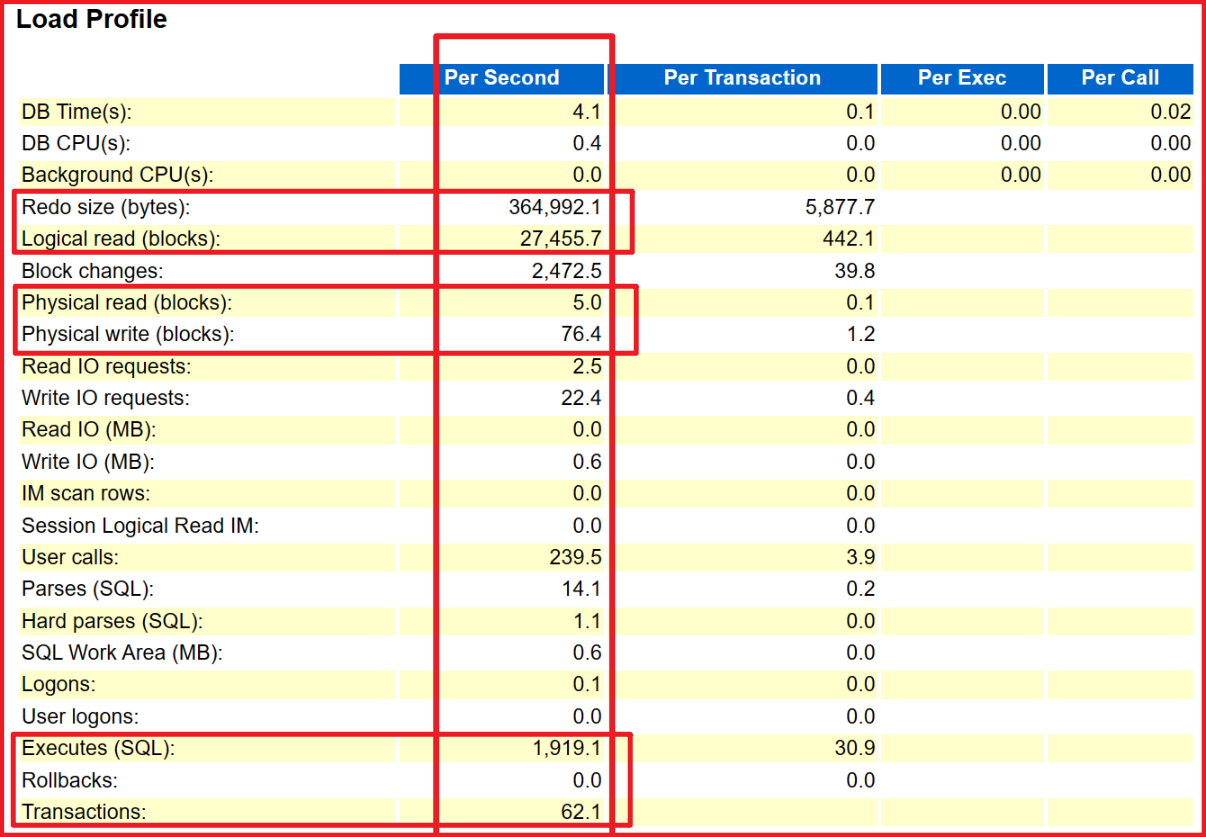 Load Profile
Per Second Per Transaction Per Exec Per Call
DB Time(s): 4.1 0.1 0.00 0.02
DB CPU(s): 0.4 0.0 0.00 0.00
Background CPU(s): 0.0 0.0 0.00 0.00
Redo size (bytes): 364,992.1 5,877.7
Logical read (blocks): 27,455.7 442.1
Block changes: 2,472.5 39.8
Physical read (blocks): 5.0 0.1
Physical write (blocks): 76.4 1.2
Read IO requests: 2.5 0.0
Write IO requests: 22.4 0.4
Read IO (MB): 0.0 0.0
Write IO (MB): 0.6 0.0
IM scan rows: 0.0 0.0
Session Logical Read IM: 0.0 0.0
User calls: 239.5 3.9
Parses (SQL): 14.1 0.2
Hard parses (SQL): 1.1 0.0
SQL Work Area (MB): 0.6 0.0
Logons: 0.1 0.0
User logons: 0.0 0.0
Executes (SQL): 1,919.1 30.9
Rollbacks: 0.0 0.0
Transactions: 62.1